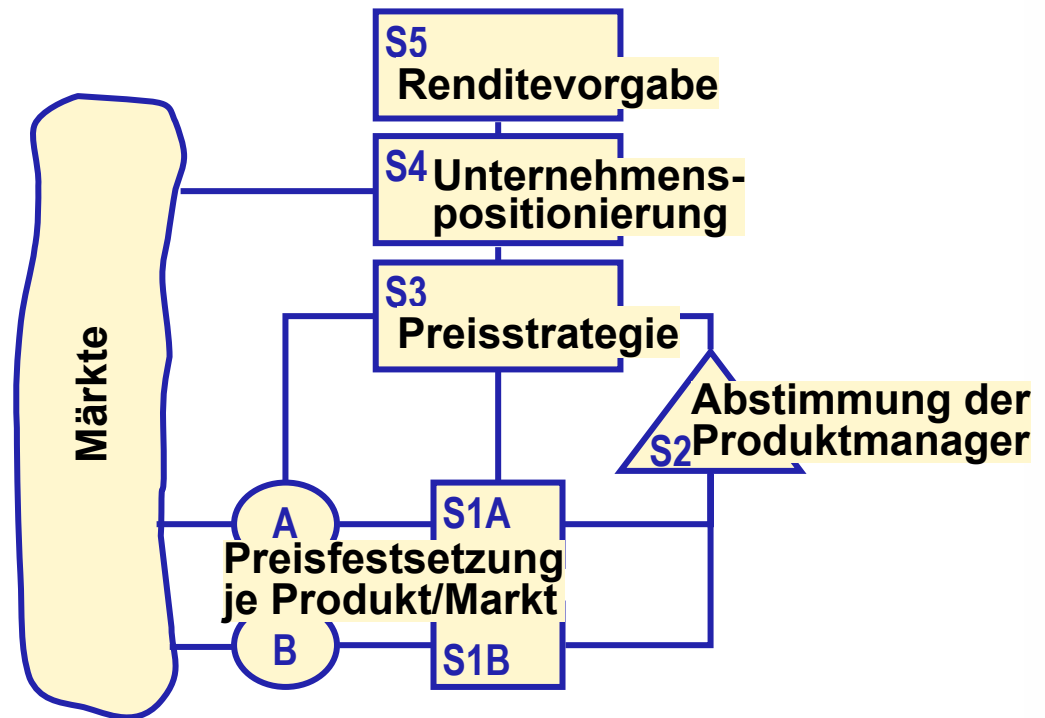 S5
Renditevorgabe
S4 Unternehmens-
positionierung
S3
Preisstrategie
Märkte
Abstimmung der
S2 Produktmanager
A
S1A
Preisfestsetzung
je Produkt/Markt
B
S1B